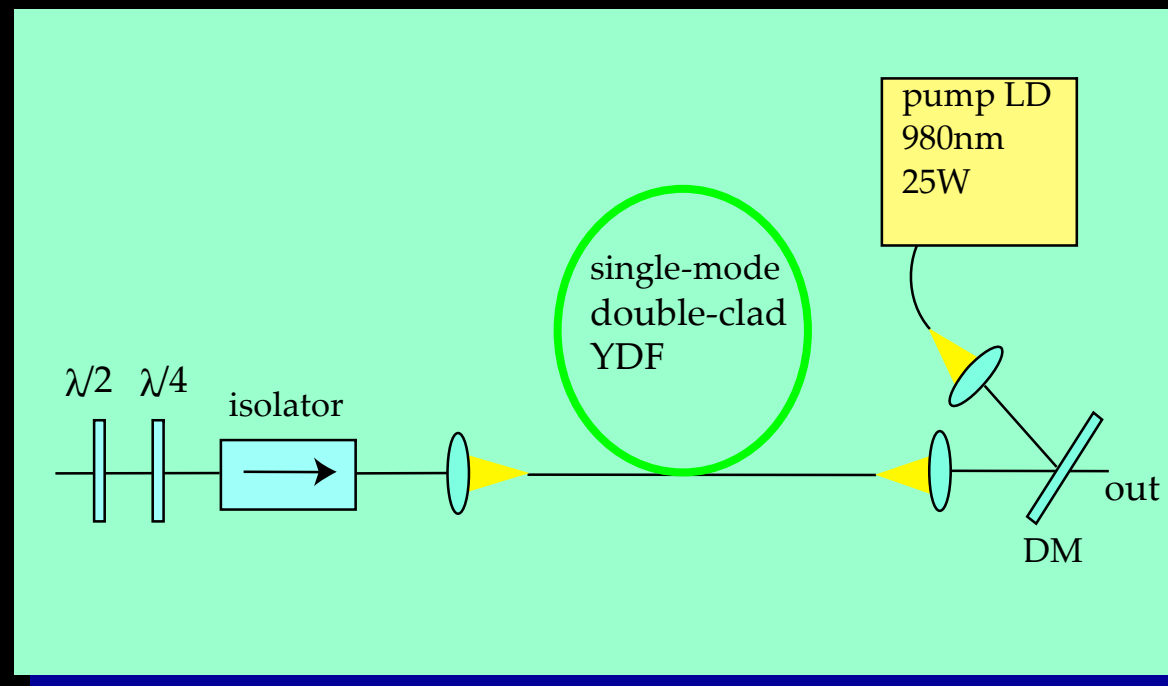 pump LD
980nm
25W
single-mode
double-clad
YDF
λ/2 λ/4
isolator
out
DM